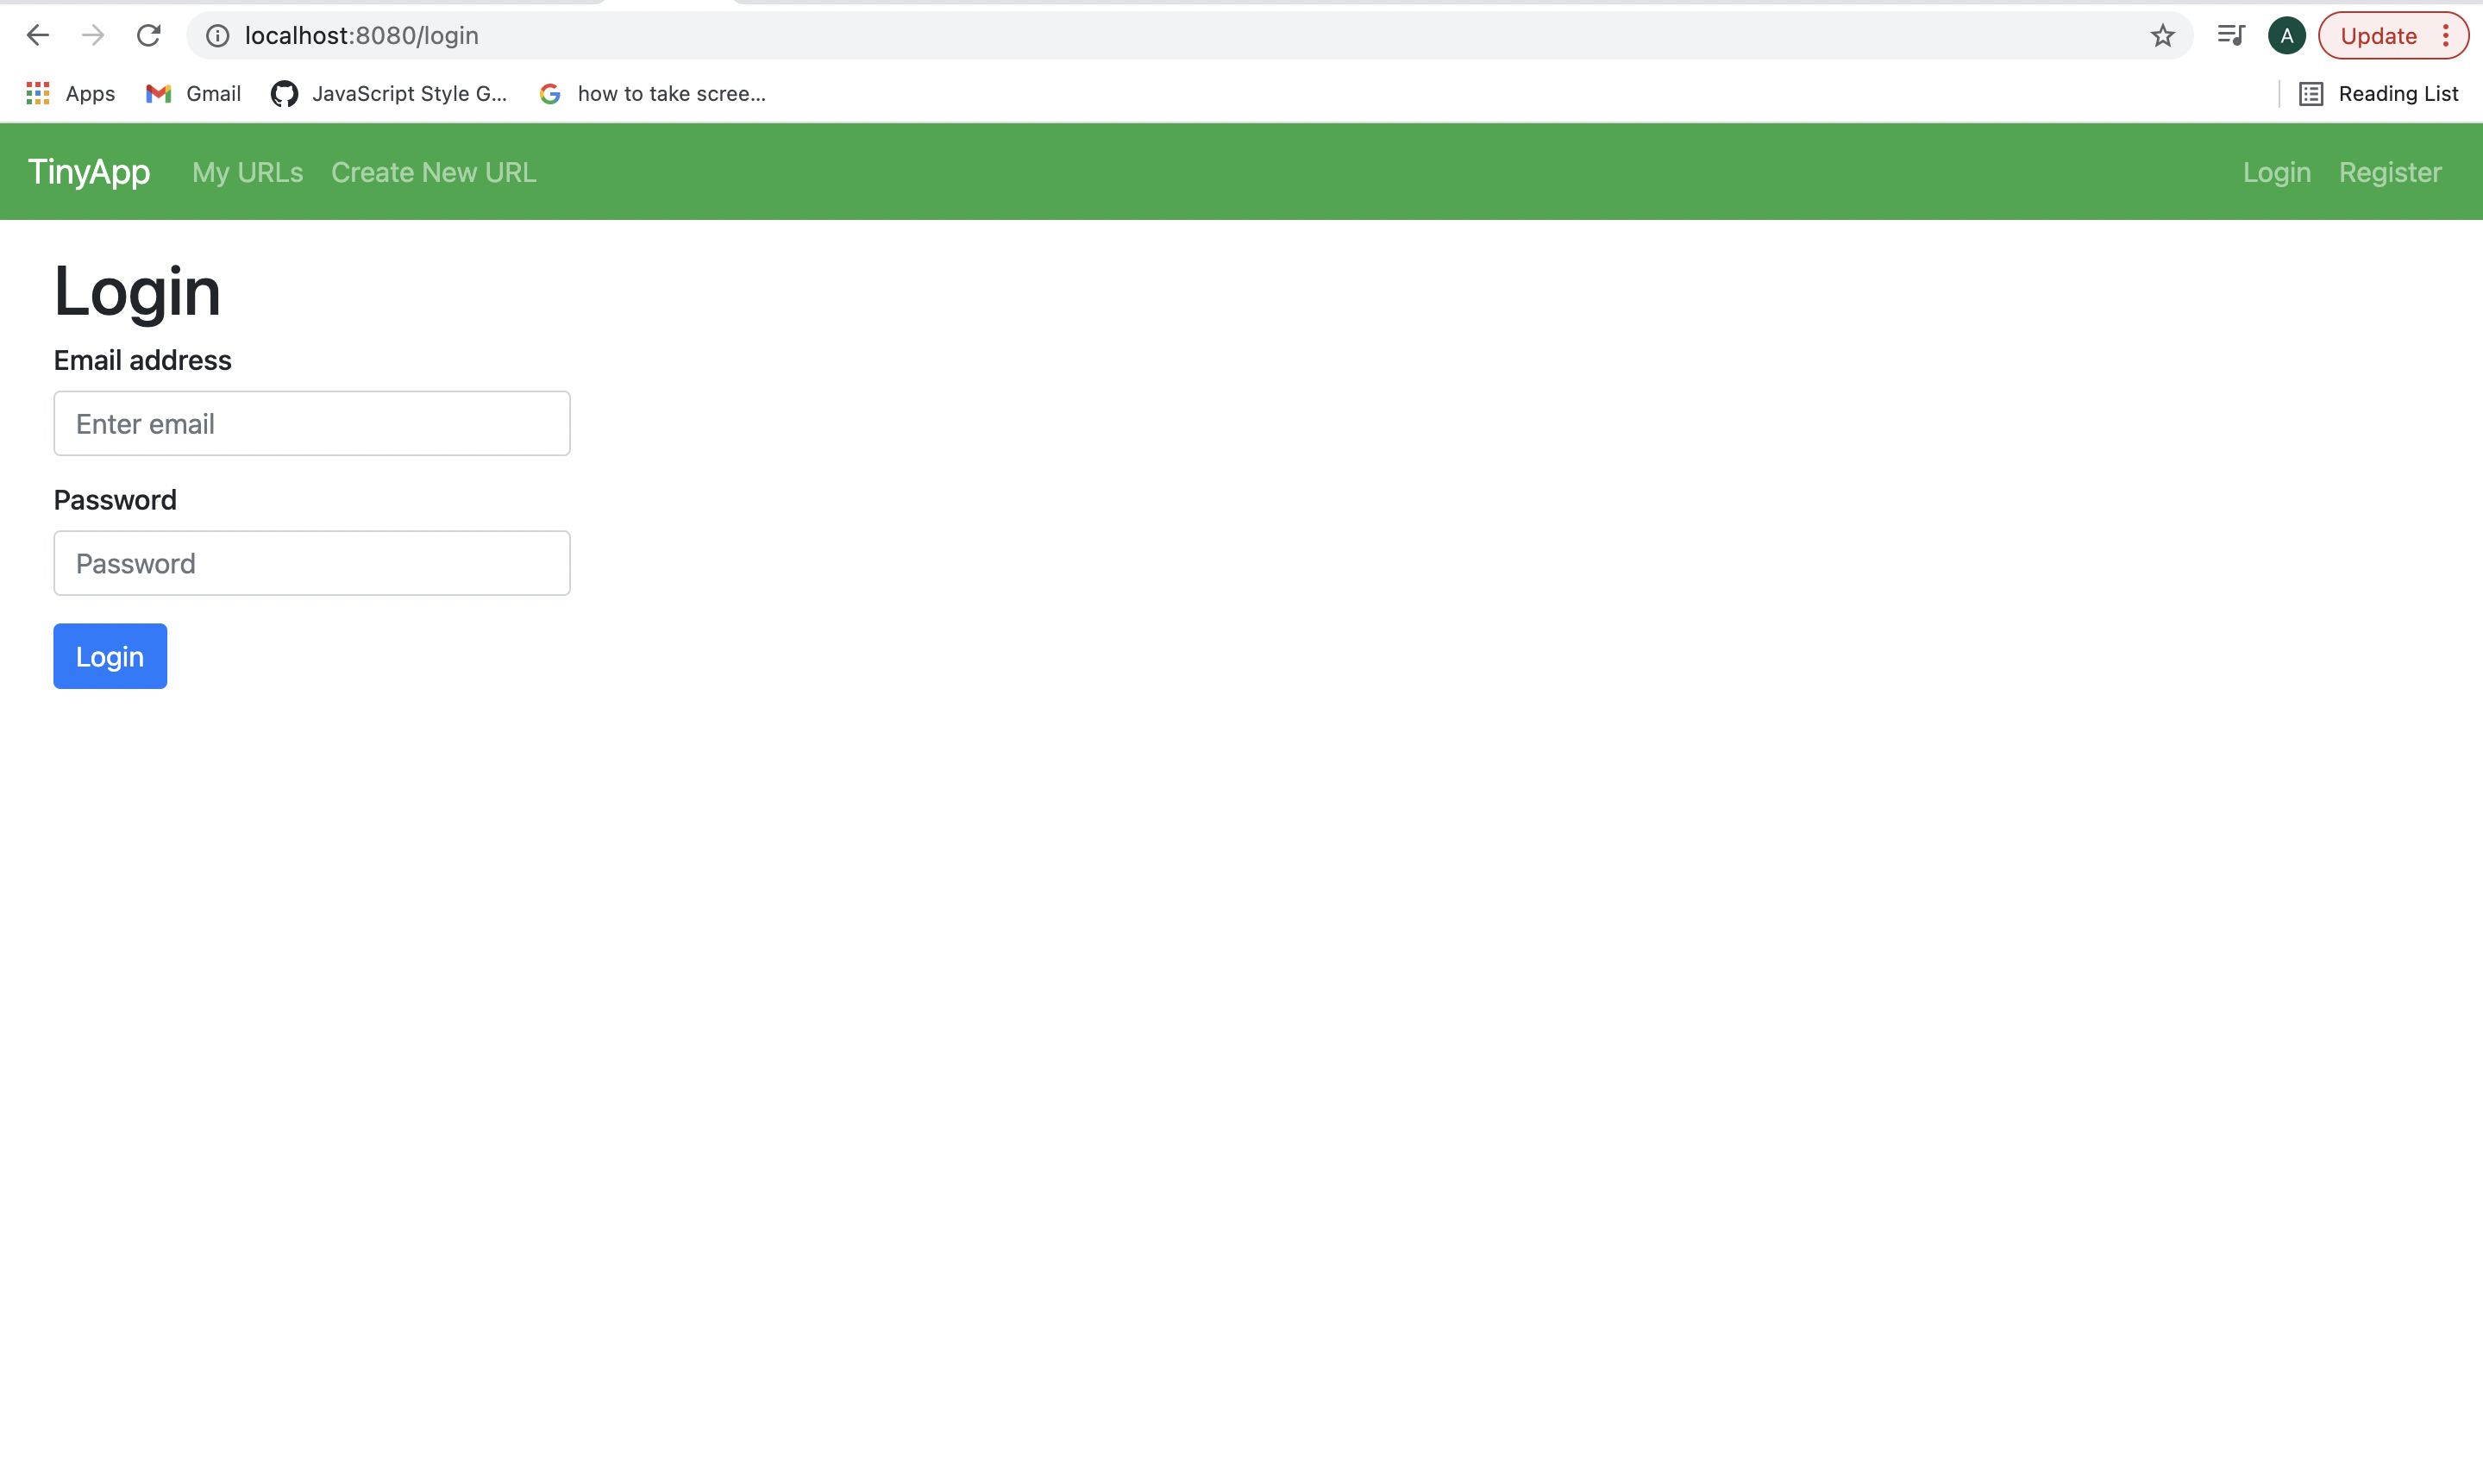 localhost:8080/login
A
Update
Apps
Gmail
JavaScript Style G...
how to take scree...
Reading List
TinyApp
My URLs
Create New URL
Login
Register
Login
Email address
Enter email
Password
Password
Login